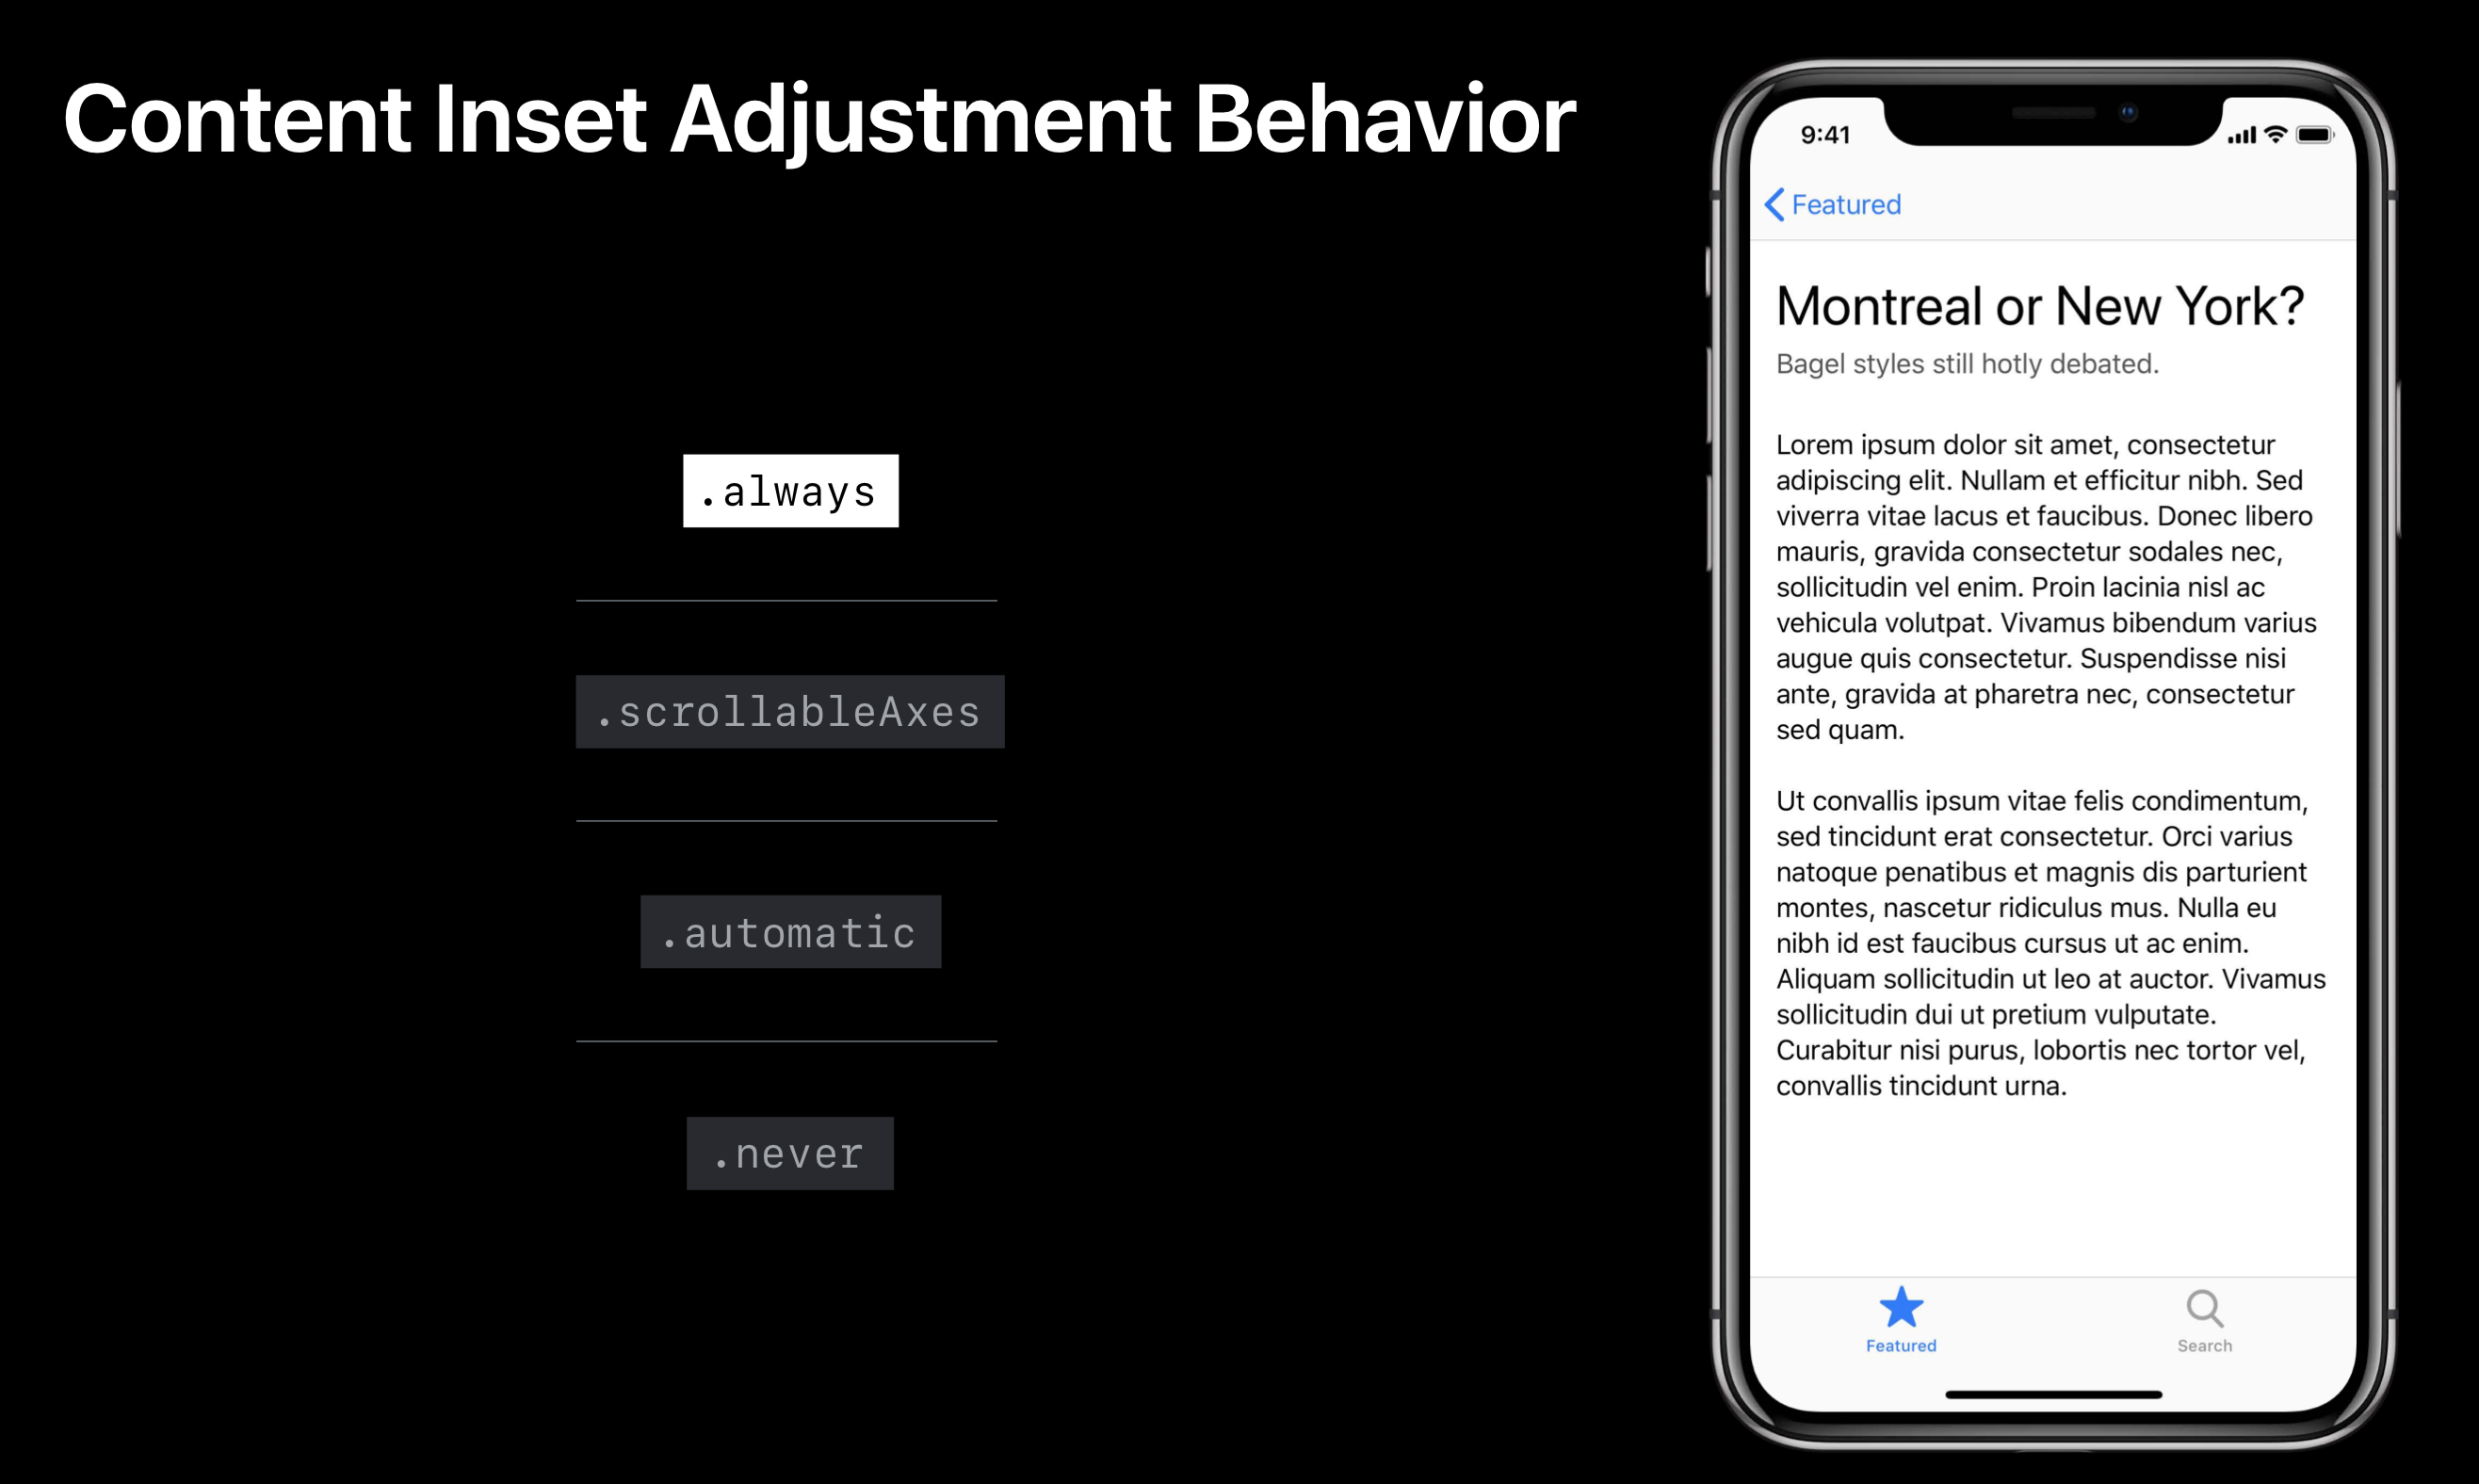 Content Inset Adjustment Behavior
.always
.scrollableAxes
.automatic
.never
9:41
Featured
Montreal or New York?
Bagel styles still hotly debated.
Lorem ipsum dolor sit amet, consectetur
adipiscing elit. Nullam et efficitur nibh. Sed
viverra vitae lacus et faucibus. Donec libero
mauris, gravida consectetur sodales nec,
sollicitudin vel enim. Proin lacinia nisl ac
vehicula volutpat. Vivamus bibendum varius
augue quis consectetur. Suspendisse nisi
ante, gravida at pharetra nec, consectetur
sed quam.
Ut convallis ipsum vitae felis condimentum,
sed tincidunt erat consectetur. Orci varius
natoque penatibus et magnis dis parturient
montes, nascetur ridiculus mus. Nulla eu
nibh id est faucibus cursus ut ac enim.
Aliquam sollicitudin ut leo at auctor. Vivamus
sollicitudin dui ut pretium vulputate.
Curabitur nisi purus, lobortis nec tortor vel,
convallis tincidunt urna.
Featured
Search